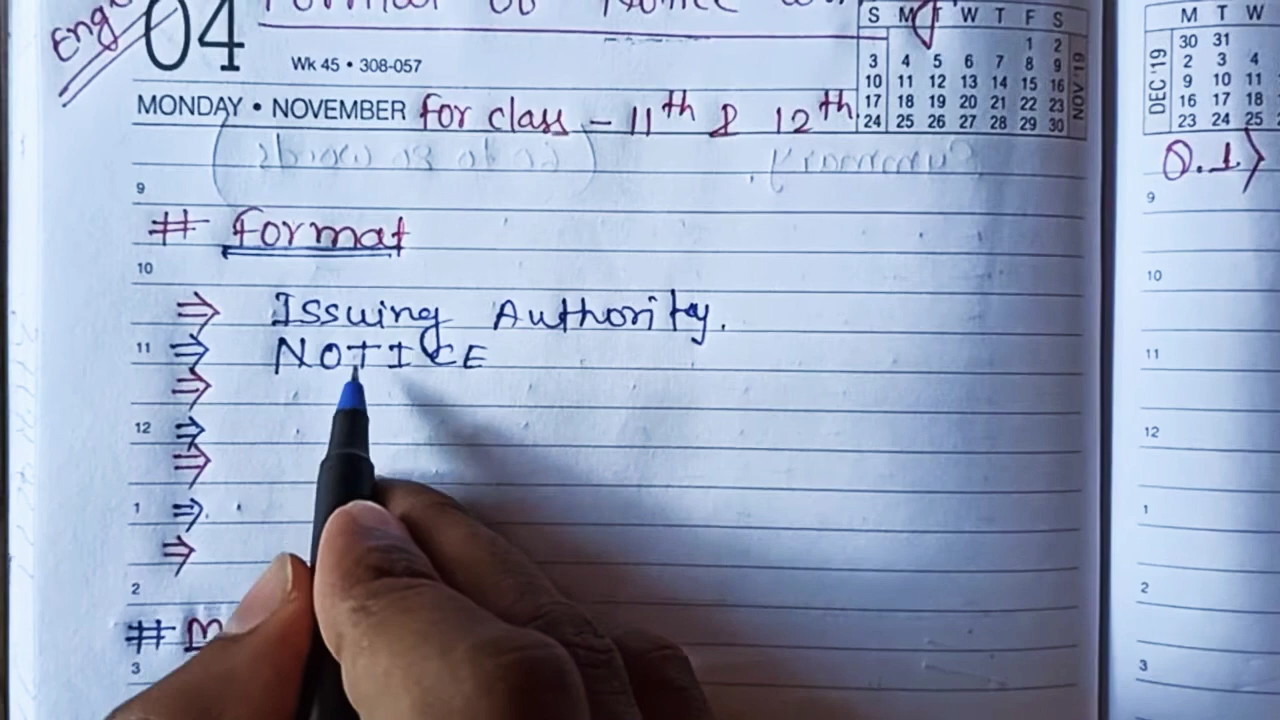 Eng
04
Format of Notice
Wk 45 • 308-057
MONDAY • NOVEMBER for class - 11th & 12th
S M T W T F S
1 2
3 4 5 6 7 8 9
10 11 12 13 14 15 16
17 18 19 20 21 22 23
24 25 26 27 28 29 30
NOV '19
9
# Format
10
⇒ Issuing Authority.
11 ⇒ NOTICE
⇒
12 ⇒
⇒
1 ⇒
⇒
2
# M
3
DEC '19
M T W
30 31
2 3 4
9 10 11
16 17 18
23 24 25
Q.1)
9
10
11
12
1
2
3